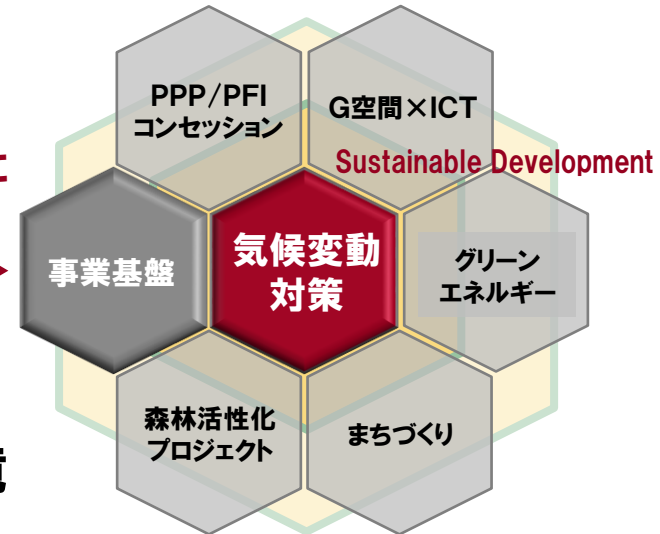 PPP/PFI
コンセッション
G空間×ICT
Sustainable Development
に
事業基盤
気候変動
対策
グリーン
エネルギー
森林活性化
プロジェクト
まちづくり